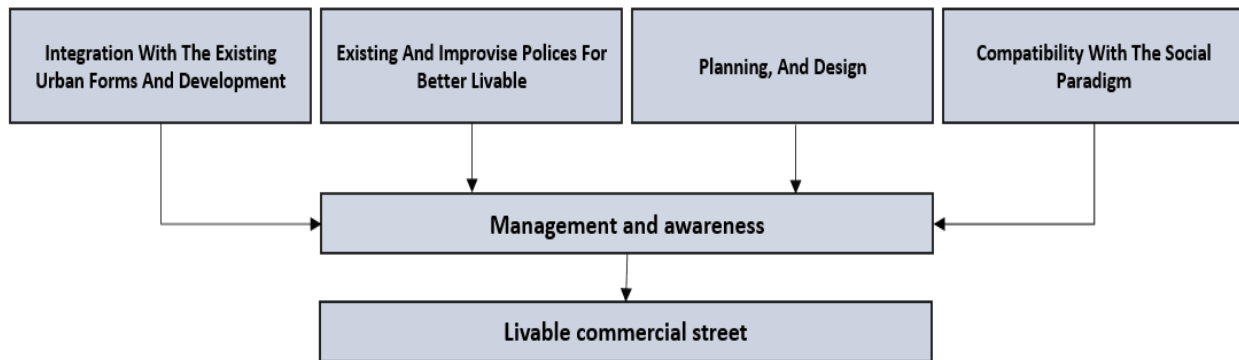 Integration With The Existing
Urban Forms And Development
Existing And Improvise Polices For
Better Livable
Planning, And Design
Compatibility With The Social
Paradigm
Management and awareness
Livable commercial street